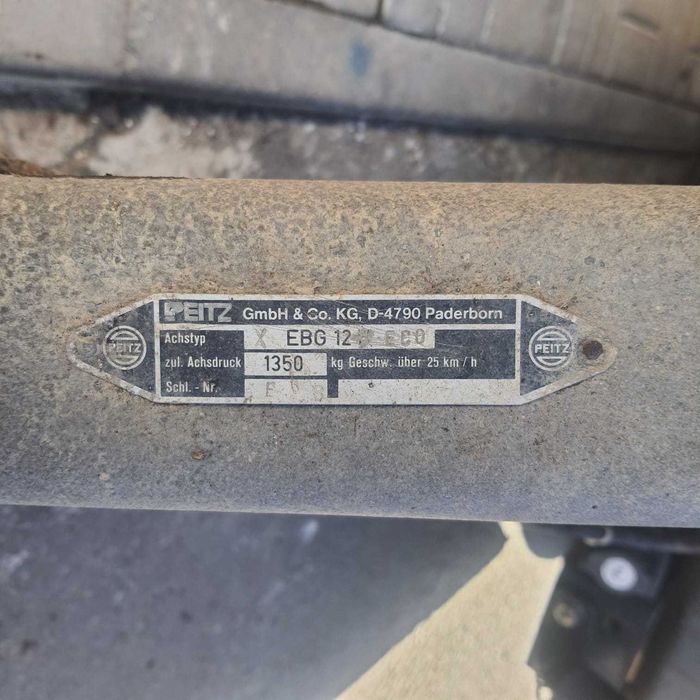 PEITZ GmbH & Co. KG, D-4790 Paderborn
Achstyp X EBG 12 ECO
PEITZ
PEITZ
zul. Achsdruck 1350 kg Geschw. über 25 km/h
Schl. - Nr. F